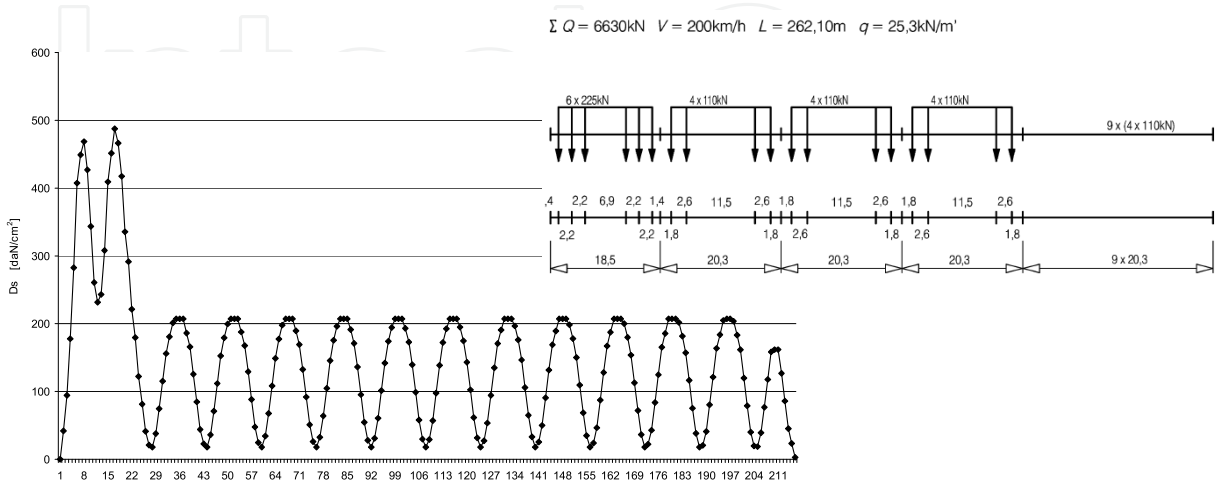 Σ Q = 6630kN V = 200km/h L = 262,10m q = 25,3kN/m'
600
500
400
300
200
100
0
Ds [daN/cm²]
1 8 15 22 29 36 43 50 57 64 71 78 85 92 99 106 113 120 127 134 141 148 155 162 169 176 183 190 197 204 211
6 x 225kN 4 x 110kN 4 x 110kN 4 x 110kN
9 x (4 x 110kN)
,4 2,2 6,9 2,2 1,4 2,6 11,5 2,6 1,8 11,5 2,6 1,8 11,5 2,6
2,2 2,2 1,8 1,8 2,6 1,8 2,6 1,8
18,5 20,3 20,3 20,3 9 x 20,3